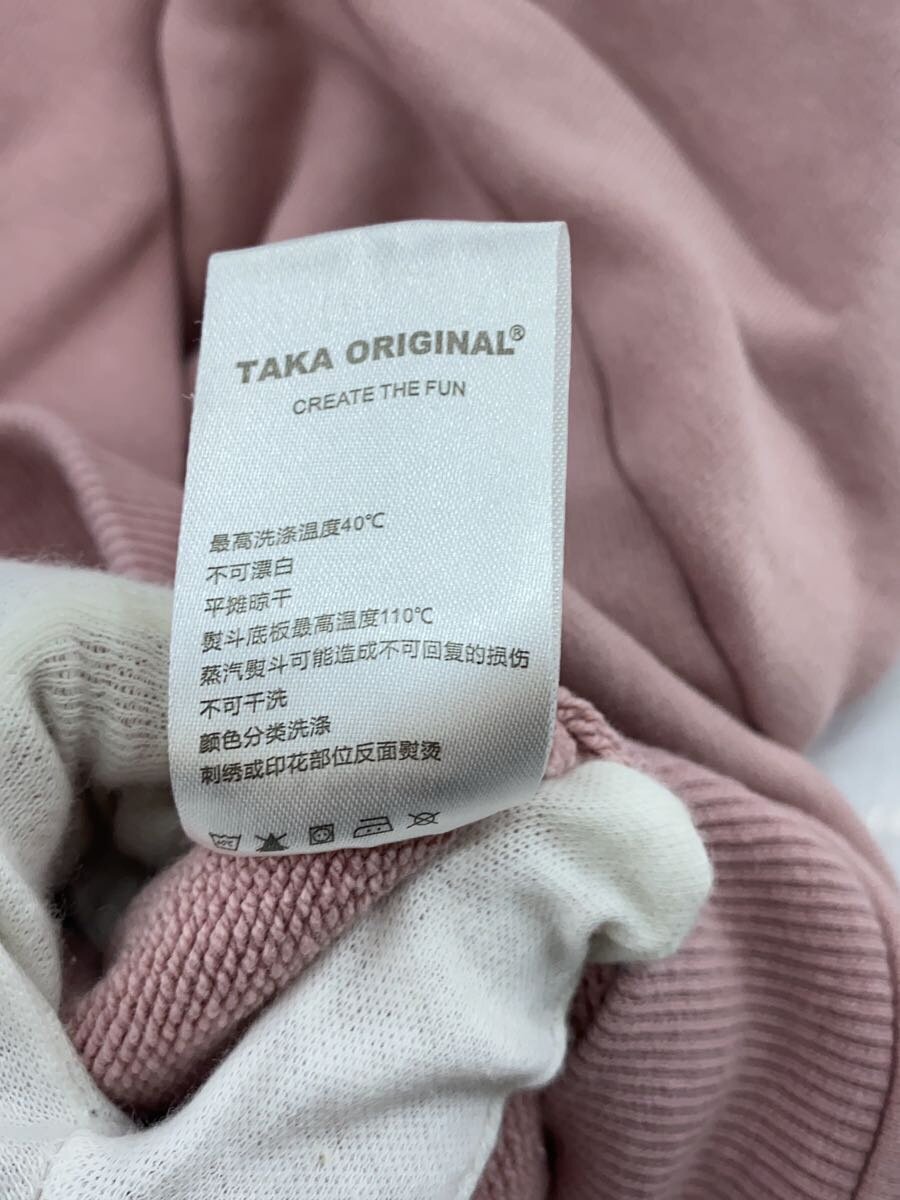 TAKA ORIGINAL®
CREATE THE FUN
最高洗涤温度40℃
不可漂白
平摊晾干
熨斗底板最高温度110℃
蒸汽熨斗可能造成不可回复的损伤
不可干洗
颜色分类洗涤
刺绣或印花部位反面熨烫